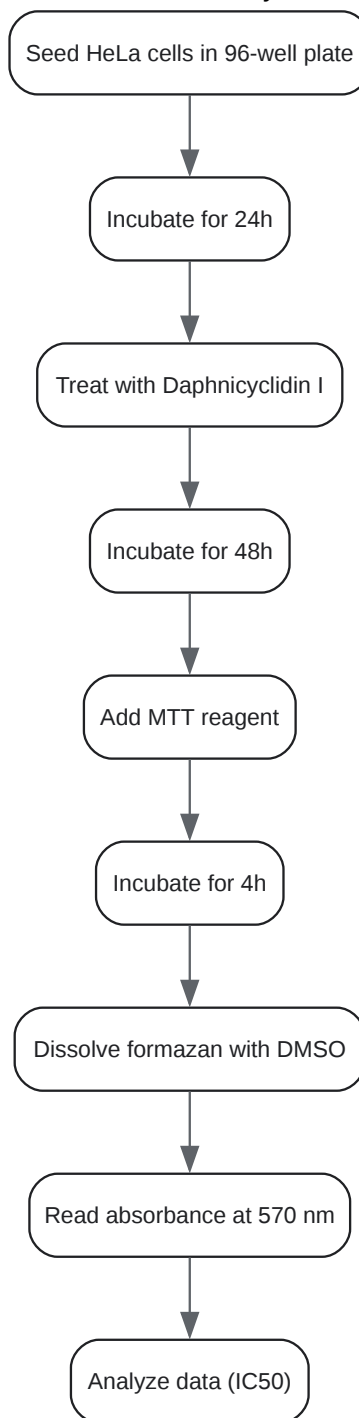 Seed HeLa cells in 96-well plate
Incubate for 24h
Treat with Daphnicyclidin I
Incubate for 48h
Add MTT reagent
Incubate for 4h
Dissolve formazan with DMSO
Read absorbance at 570 nm
Analyze data (IC50)